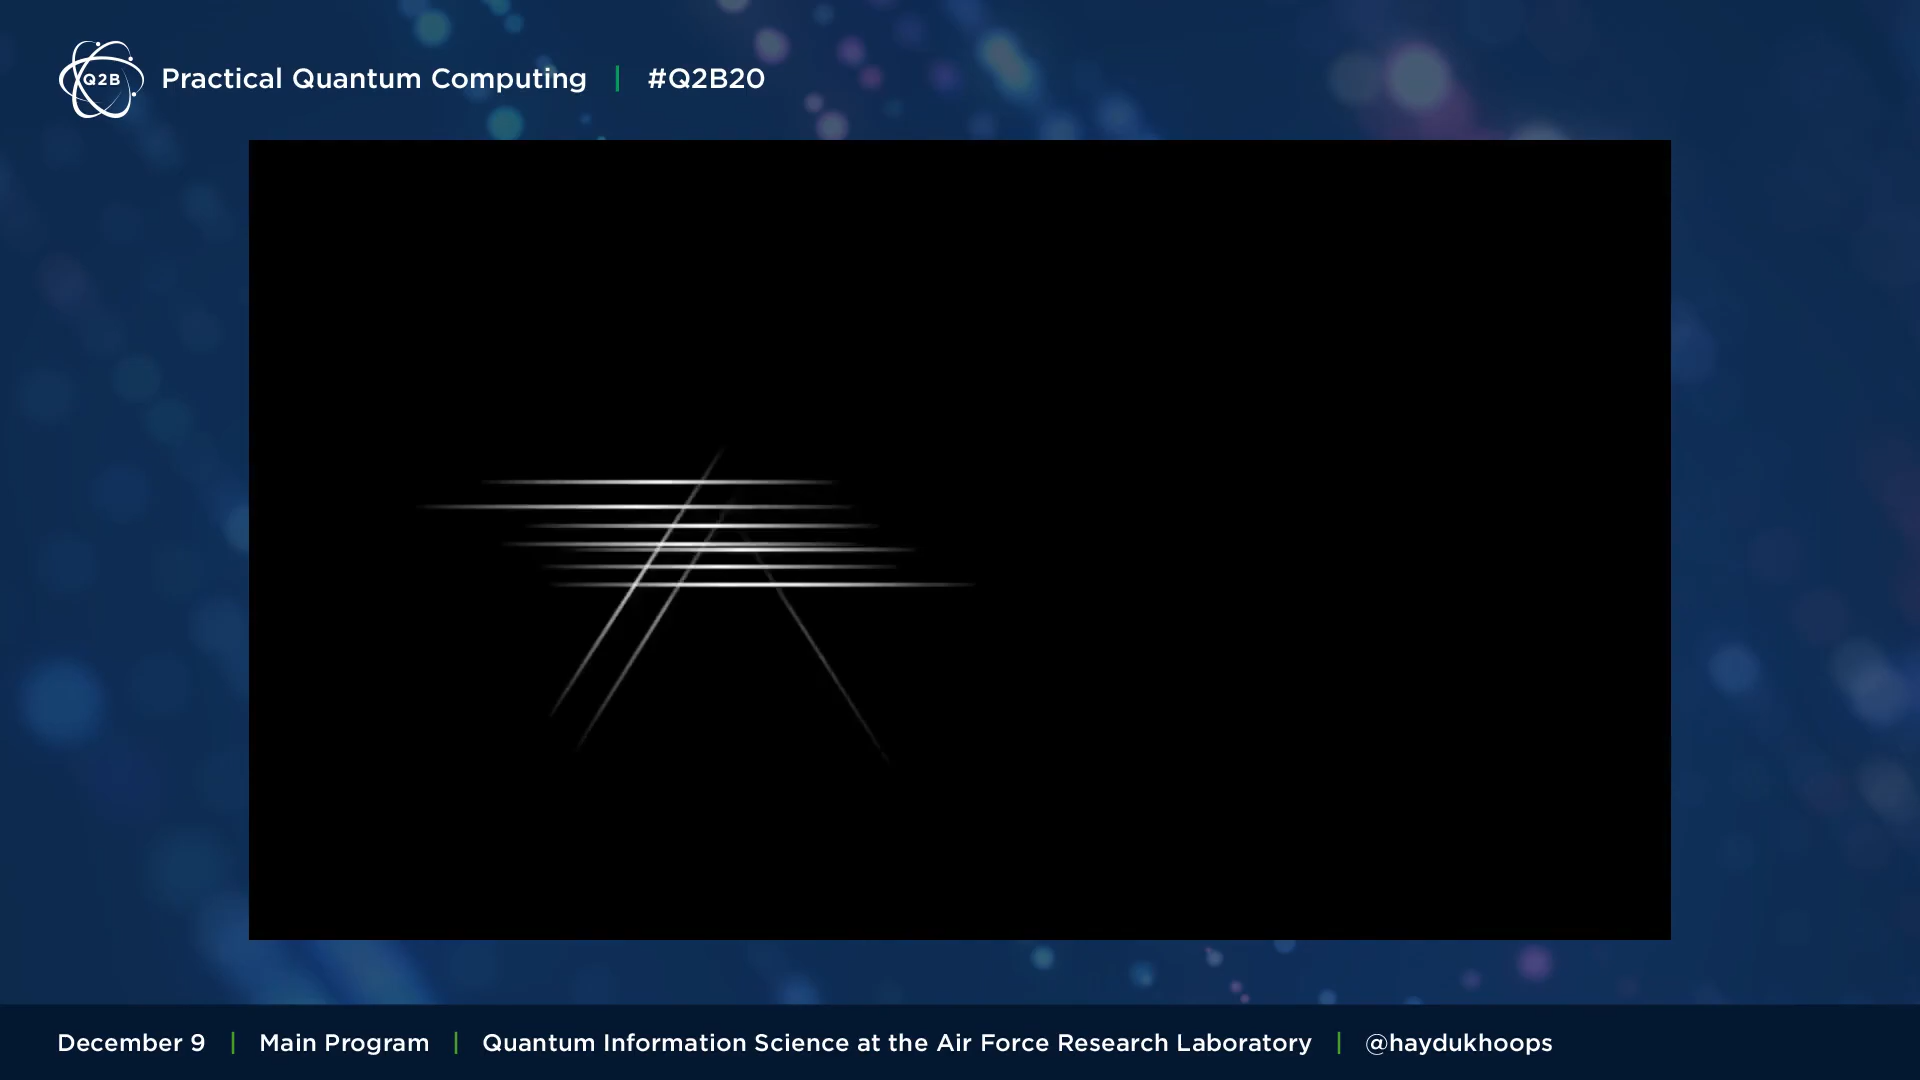 Q2B
Practical Quantum Computing | #Q2B20
December 9 | Main Program | Quantum Information Science at the Air Force Research Laboratory | @haydukhoops